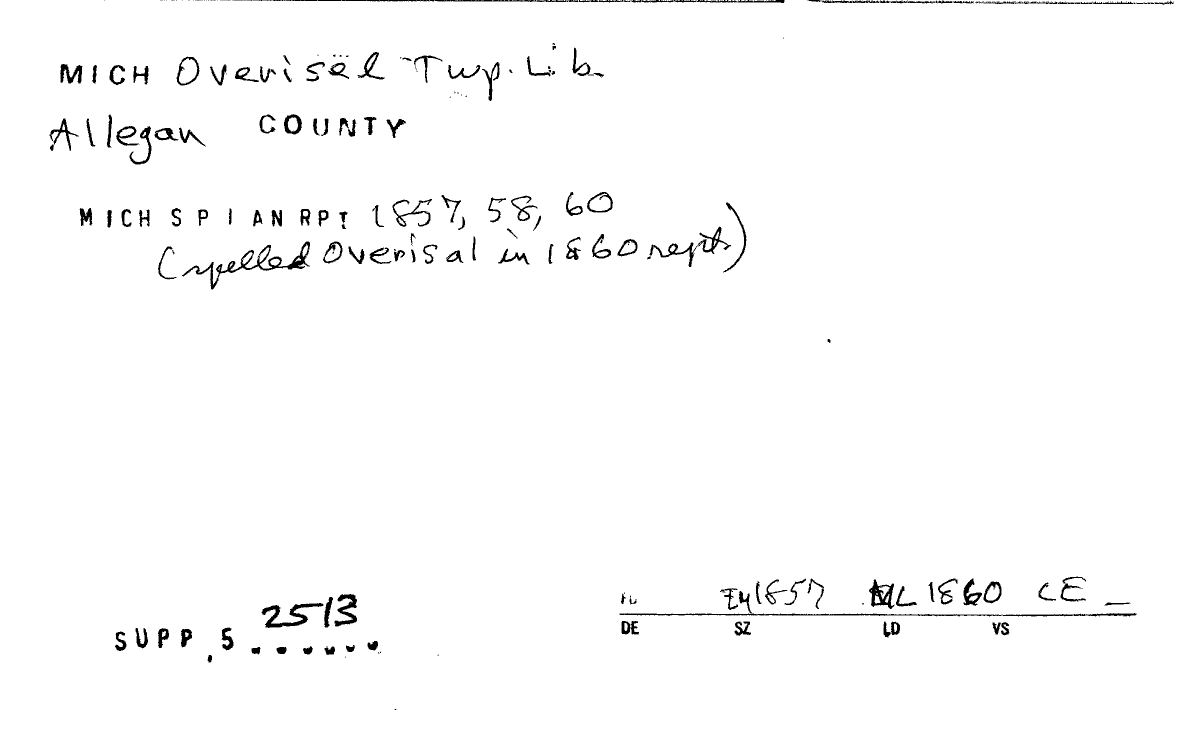 MICH Overisël Twp. Lib.
Allegan COUNTY
MICH SPI AN RPT 1857, 58, 60
(spelled Overisal in 1860 rept.)
2513
SUPP.5 ......
EY1857 ML 1860 CE _
DE SZ LD VS